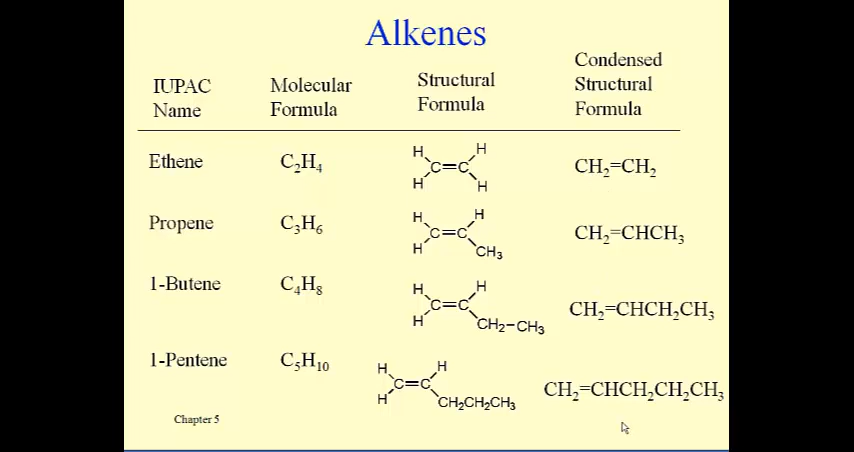 Alkenes
IUPAC Name
Molecular Formula
Structural Formula
Condensed Structural Formula
Ethene C₂H₄ H H C=C H H CH₂=CH₂
Propene C₃H₆ H H C=C H CH₃ CH₂=CHCH₃
1-Butene C₄H₈ H H C=C H CH₂–CH₃ CH₂=CHCH₂CH₃
1-Pentene C₅H₁₀ H H C=C H CH₂CH₂CH₃ CH₂=CHCH₂CH₂CH₃
Chapter 5